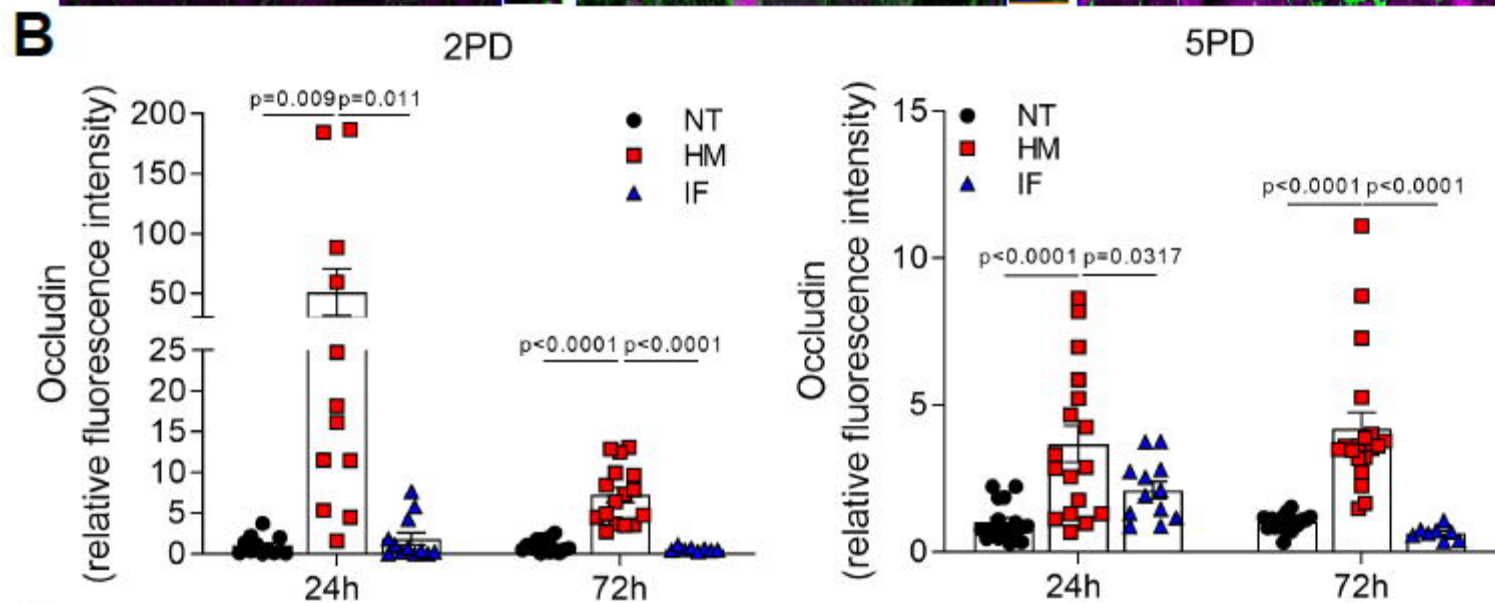 B
2PD
Occludin
(relative fluorescence intensity)
200
150
100
50
25
20
15
10
5
0
p=0.009 p=0.011
p<0.0001 p<0.0001
NT
HM
IF
24h
72h
5PD
Occludin
(relative fluorescence intensity)
15
10
5
0
NT
HM
IF
p<0.0001 p=0.0317
p<0.0001 p<0.0001
24h
72h